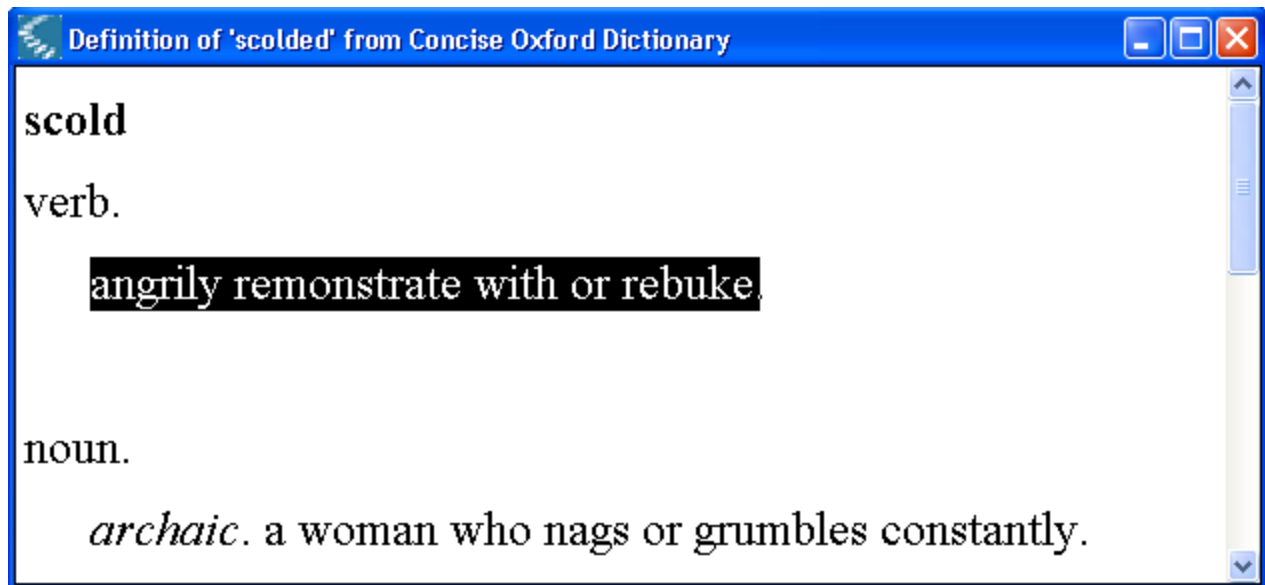 Definition of 'scolded' from Concise Oxford Dictionary
scold
verb.
angrily remonstrate with or rebuke.
noun.
archaic. a woman who nags or grumbles constantly.